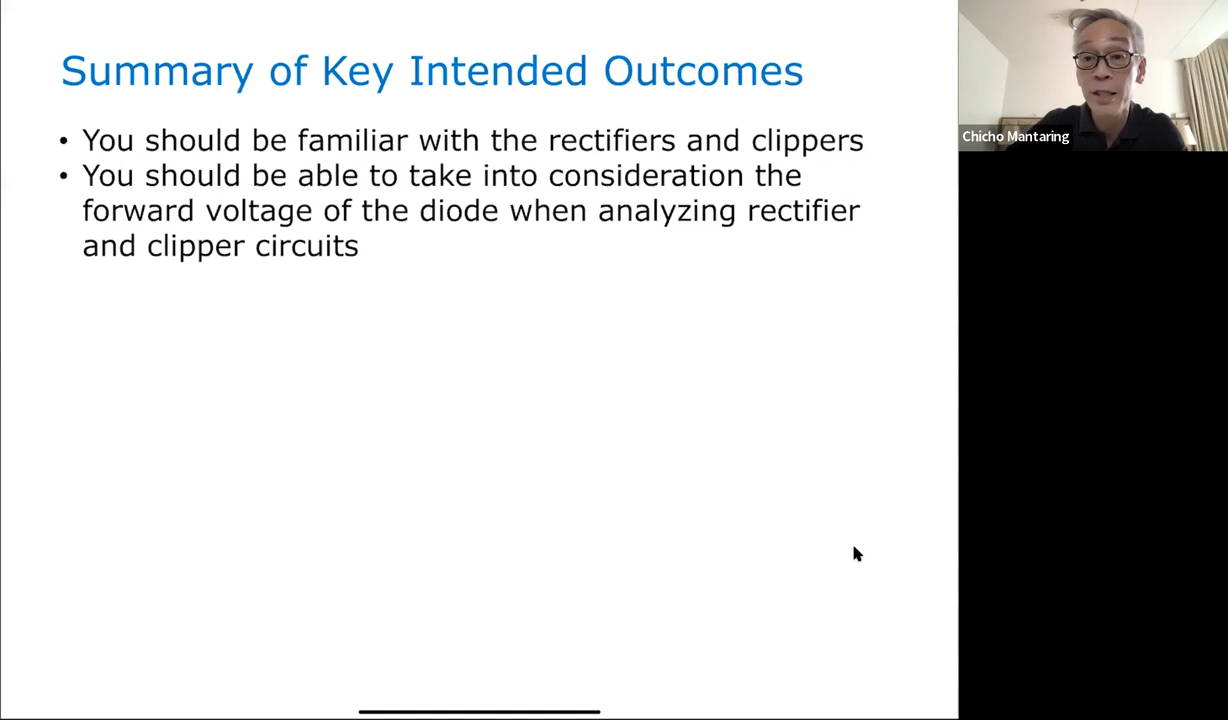 Summary of Key Intended Outcomes
• You should be familiar with the rectifiers and clippers
• You should be able to take into consideration the
forward voltage of the diode when analyzing rectifier
and clipper circuits
Chicho Mantaring